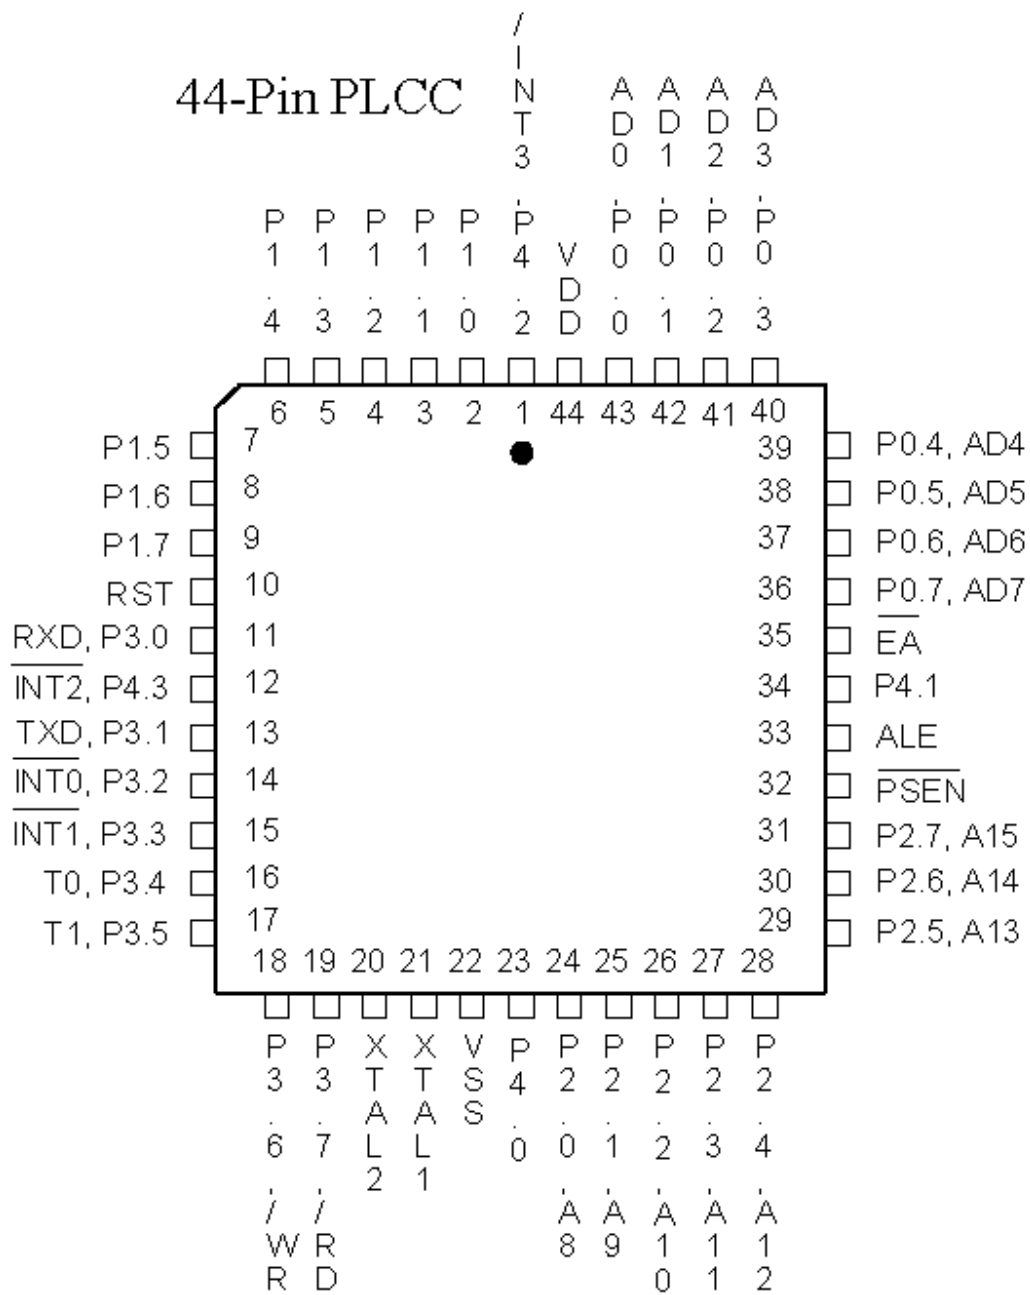 44-Pin PLCC
P1.4
P1.3
P1.2
P1.1
P1.0
/INT3,P4.2
VDD
AD0,P0.0
AD1,P0.1
AD2,P0.2
AD3,P0.3
6 5 4 3 2 1 44 43 42 41 40
P1.5 7 39 P0.4, AD4
P1.6 8 38 P0.5, AD5
P1.7 9 37 P0.6, AD6
RST 10 36 P0.7, AD7
RXD, P3.0 11 35 EA
INT2, P4.3 12 34 P4.1
TXD, P3.1 13 33 ALE
INT0, P3.2 14 32 PSEN
INT1, P3.3 15 31 P2.7, A15
T0, P3.4 16 30 P2.6, A14
T1, P3.5 17 29 P2.5, A13
18 19 20 21 22 23 24 25 26 27 28
P3.6,/WR
P3.7,/RD
XTAL2
XTAL1
VSS
P4.0
P2.0,A8
P2.1,A9
P2.2,A10
P2.3,A11
P2.4,A12